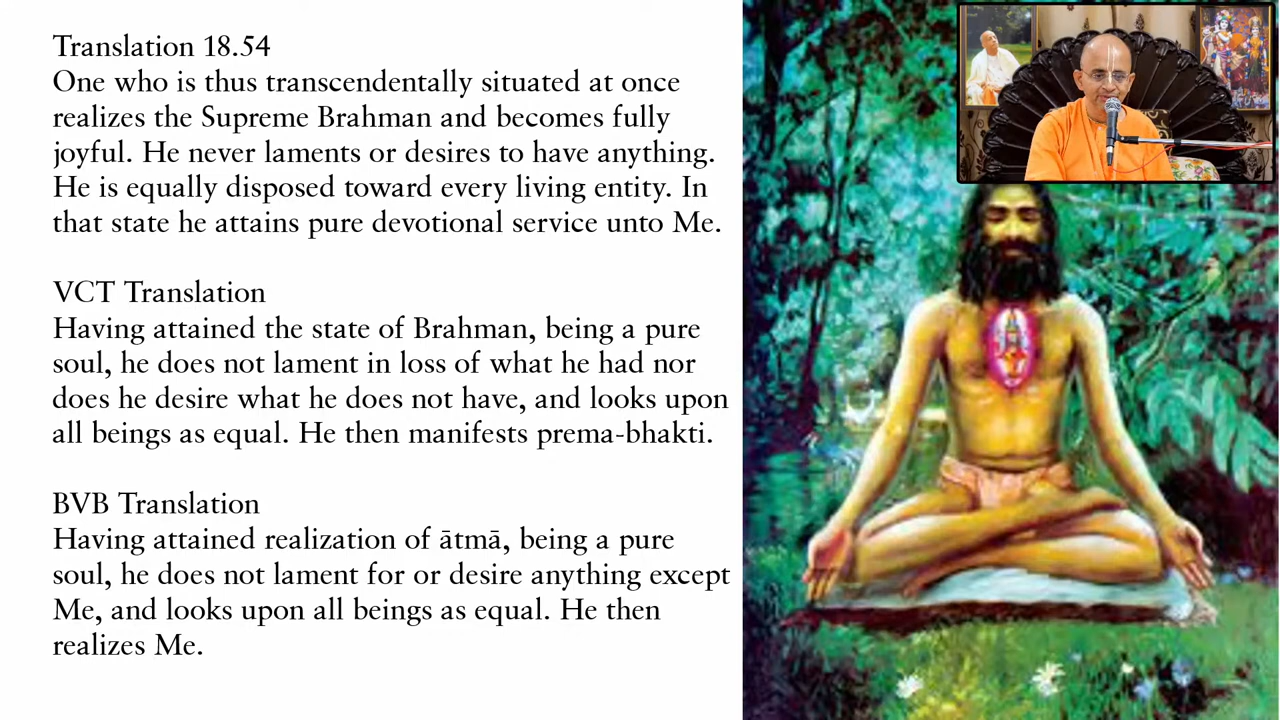 Translation 18.54
One who is thus transcendentally situated at once
realizes the Supreme Brahman and becomes fully
joyful. He never laments or desires to have anything.
He is equally disposed toward every living entity. In
that state he attains pure devotional service unto Me.
VCT Translation
Having attained the state of Brahman, being a pure
soul, he does not lament in loss of what he had nor
does he desire what he does not have, and looks upon
all beings as equal. He then manifests prema-bhakti.
BVB Translation
Having attained realization of ātmā, being a pure
soul, he does not lament for or desire anything except
Me, and looks upon all beings as equal. He then
realizes Me.